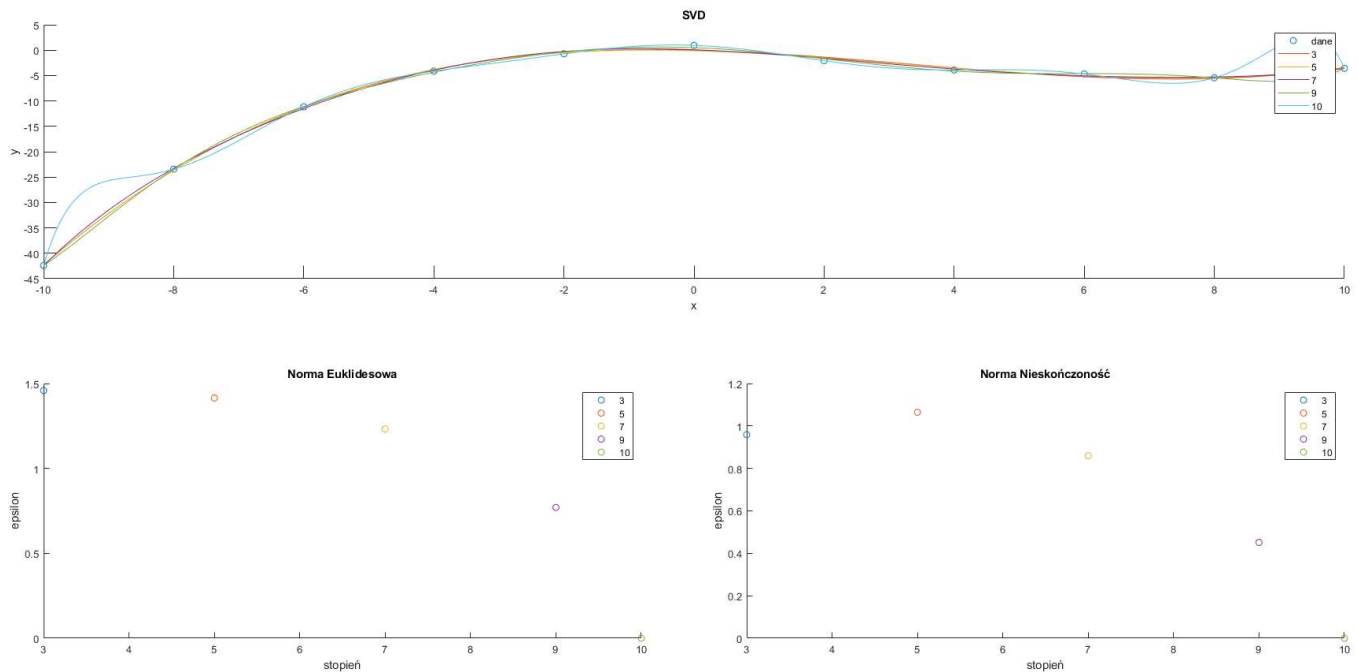 SVD
5
0
-5
-10
-15
-20
-25
-30
-35
-40
-45
y
-10 -8 -6 -4 -2 0 2 4 6 8 10
x
dane
3
5
7
9
10
Norma Euklidesowa
1.5
1
0.5
0
epsilon
3 4 5 6 7 8 9 10
stopień
3
5
7
9
10
Norma Nieskończoność
1.2
1
0.8
0.6
0.4
0.2
0
epsilon
3 4 5 6 7 8 9 10
stopień
3
5
7
9
10